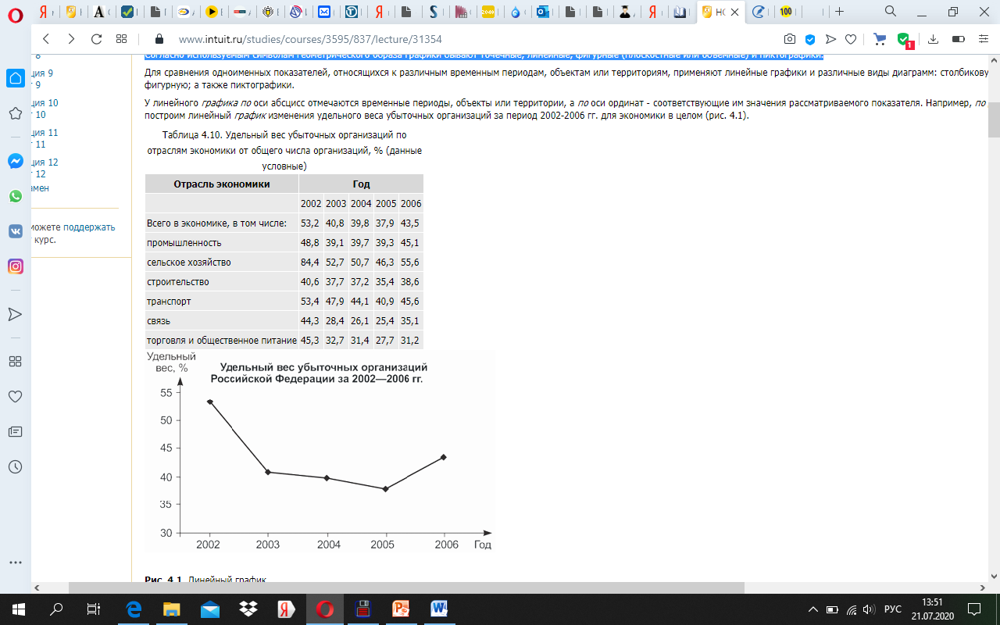 www.intuit.ru/studies/courses/3595/837/lecture/31354
НО
100
1
8
ция 9
т 9
ция 10
т 10
ция 11
т 11
ция 12
т 12
амен
можете поддержать
курс.
Согласно используемым символам геометрического образа графики бывают точечные, линейные, фигурные (плоскостные или объемные) и пиктографики.
Для сравнения одноименных показателей, относящихся к различным временным периодам, объектам или территориям, применяют линейные графики и различные виды диаграмм: столбикову
фигурную; а также пиктографики.
У линейного графика по оси абсцисс отмечаются временные периоды, объекты или территории, а по оси ординат - соответствующие им значения рассматриваемого показателя. Например, по
построим линейный график изменения удельного веса убыточных организаций за период 2002-2006 гг. для экономики в целом (рис. 4.1).
Таблица 4.10. Удельный вес убыточных организаций по
отраслям экономики от общего числа организаций, % (данные
условные)
Отрасль экономики Год
2002 2003 2004 2005 2006
Всего в экономике, в том числе: 53,2 40,8 39,8 37,9 43,5
промышленность 48,8 39,1 39,7 39,3 45,1
сельское хозяйство 84,4 52,7 50,7 46,3 55,6
строительство 40,6 37,7 37,2 35,4 38,6
транспорт 53,4 47,9 44,1 40,9 45,6
связь 44,3 28,4 26,1 25,4 35,1
торговля и общественное питание 45,3 32,7 31,4 27,7 31,2
Удельный
вес, %
Удельный вес убыточных организаций
Российской Федерации за 2002—2006 гг.
55
50
45
40
35
30
2002 2003 2004 2005 2006 Год
Рис. 4.1. Линейный график
РУС
13:51
21.07.2020